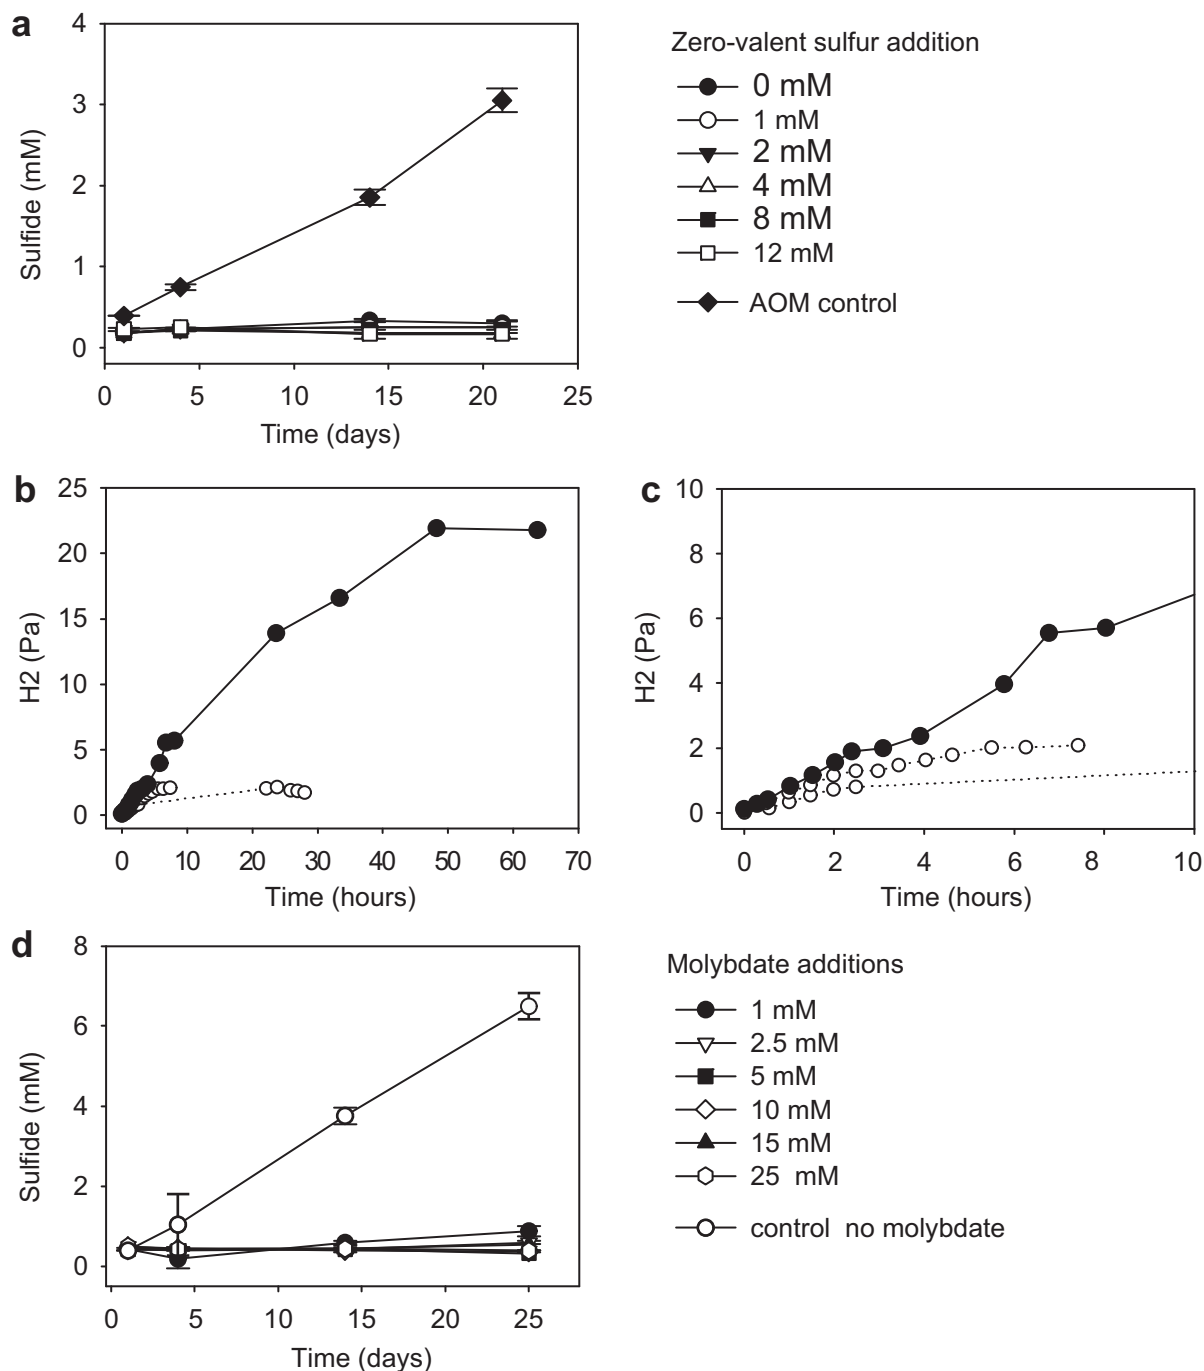 a
4
3
2
1
0
Sulfide (mM)
0 5 10 15 20 25
Time (days)
Zero-valent sulfur addition
0 mM
1 mM
2 mM
4 mM
8 mM
12 mM
AOM control
b
25
20
15
10
5
0
H2 (Pa)
0 10 20 30 40 50 60 70
Time (hours)
c
10
8
6
4
2
0
H2 (Pa)
0 2 4 6 8 10
Time (hours)
d
8
6
4
2
0
Sulfide (mM)
0 5 10 15 20 25
Time (days)
Molybdate additions
1 mM
2.5 mM
5 mM
10 mM
15 mM
25 mM
control no molybdate